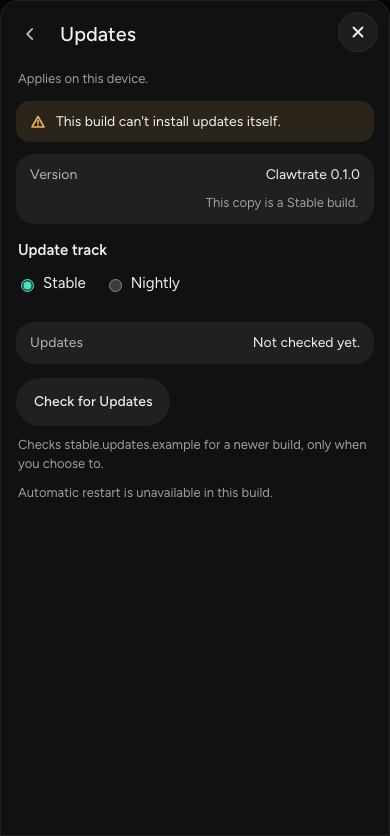 Updates
Applies on this device.
This build can't install updates itself.
Version
Clawtrate 0.1.0
This copy is a Stable build.
Update track
Stable
Nightly
Updates
Not checked yet.
Check for Updates
Checks stable.updates.example for a newer build, only when
you choose to.
Automatic restart is unavailable in this build.